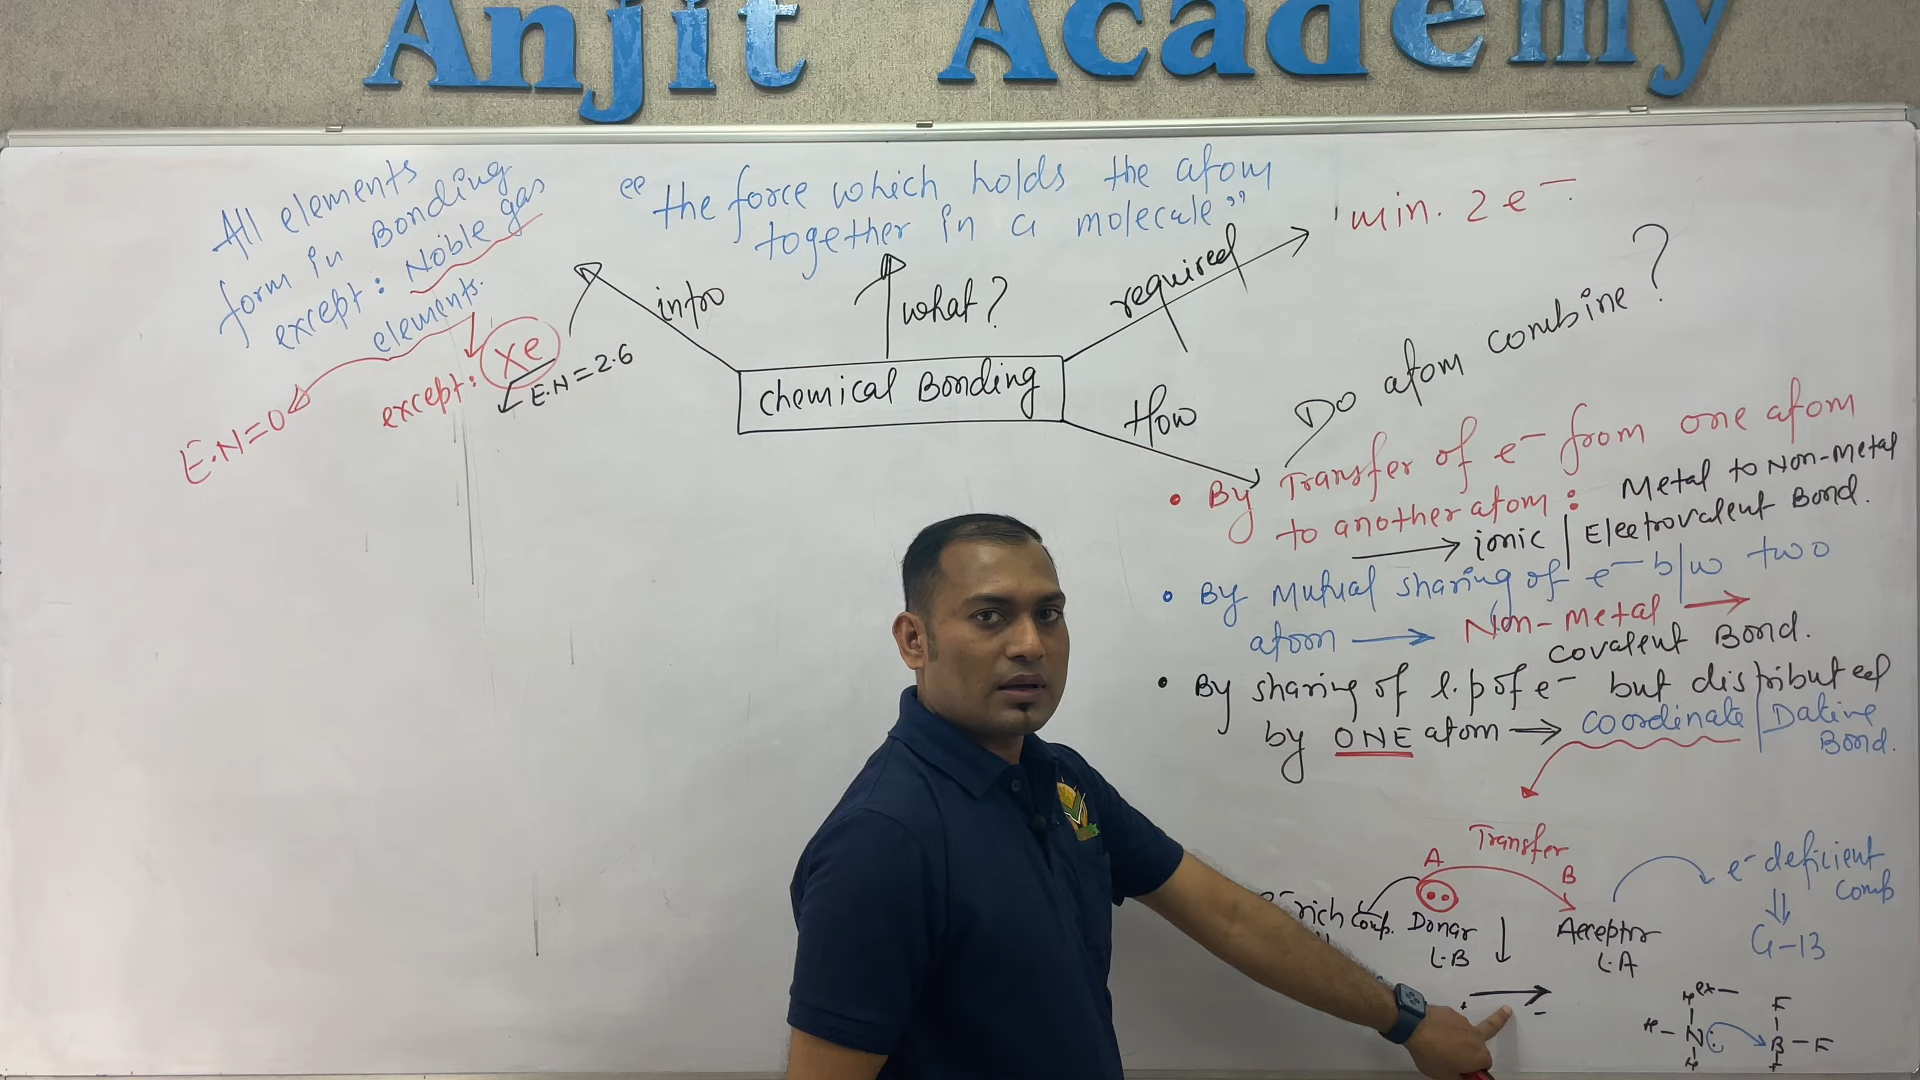 Anjit Academy
All elements
form in Bonding
except: Noble gas
elements.
except: Xe
E.N=2.6
E.N=0
intro
"the force which holds the atom
together in a molecule"
what?
required
min. 2e⁻
Chemical Bonding
How
Do atom combine?
• By Transfer of e⁻ from one atom
to another atom: Metal to Non-metal
→ ionic | Electrovalent Bond.
• By Mutual sharing of e⁻ b/w two
atom → Non-metal →
covalent Bond.
• By sharing of l.p of e⁻ but distributed
by ONE atom → coordinate | Dative
Bond.
Transfer
A
B
rich Comp.
Donar
L.B
Acceptor
L.A
e⁻ deficient
Comp
G-13
ex-
H
H-N:
H
F
B-F
F